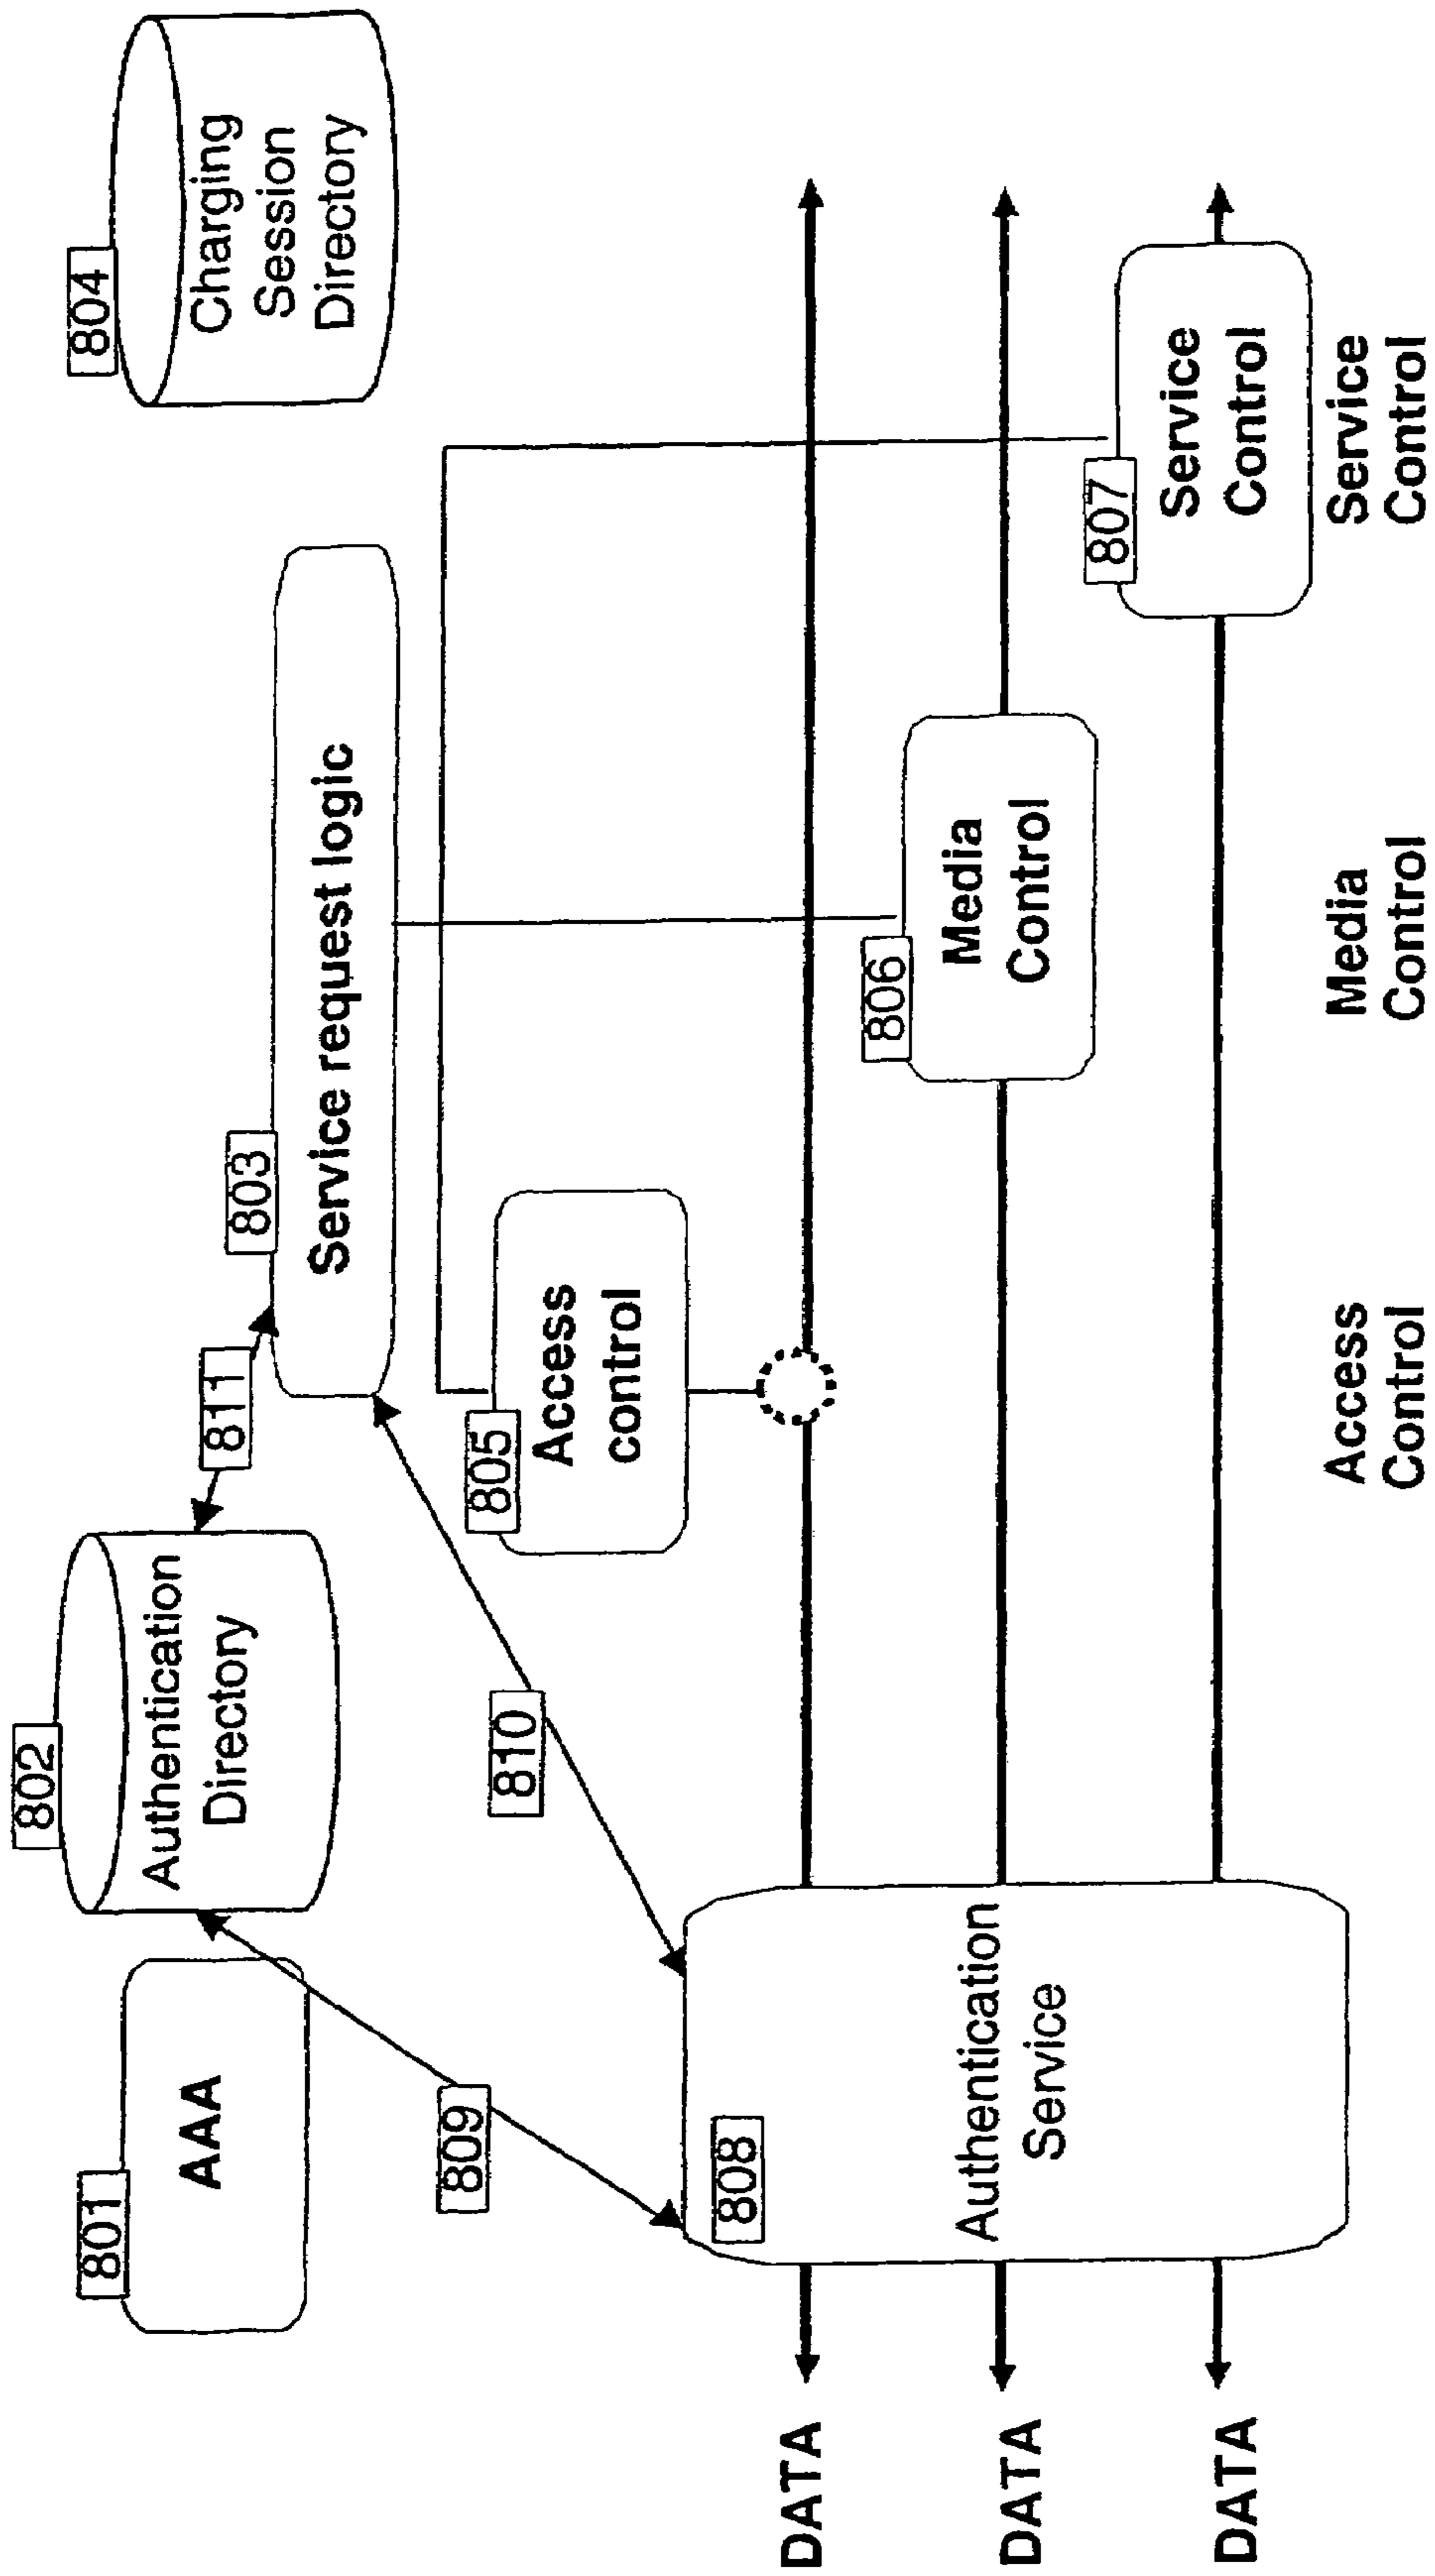 802
804
801
AAA
Authentication
Directory
811
803
Charging
Session
Directory
Service request logic
809
810
805
Access
control
808
Authentication
Service
806
Media
Control
807
Service
Control
DATA
DATA
DATA
Access
Control
Media
Control
Service
Control